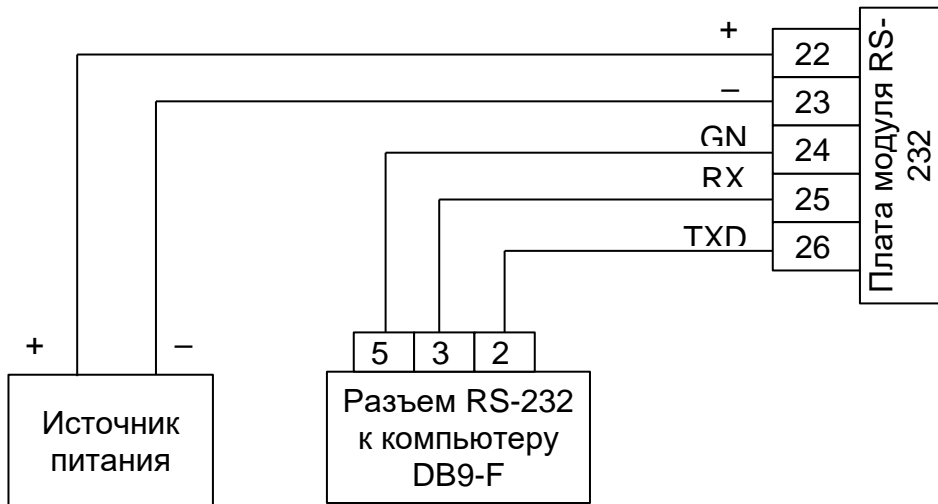 +
22
–
23
GN
24
RX
25
TXD
26
Плата модуля RS-
232
+
–
5
3
2
Источник
питания
Разъем RS-232
к компьютеру
DB9-F